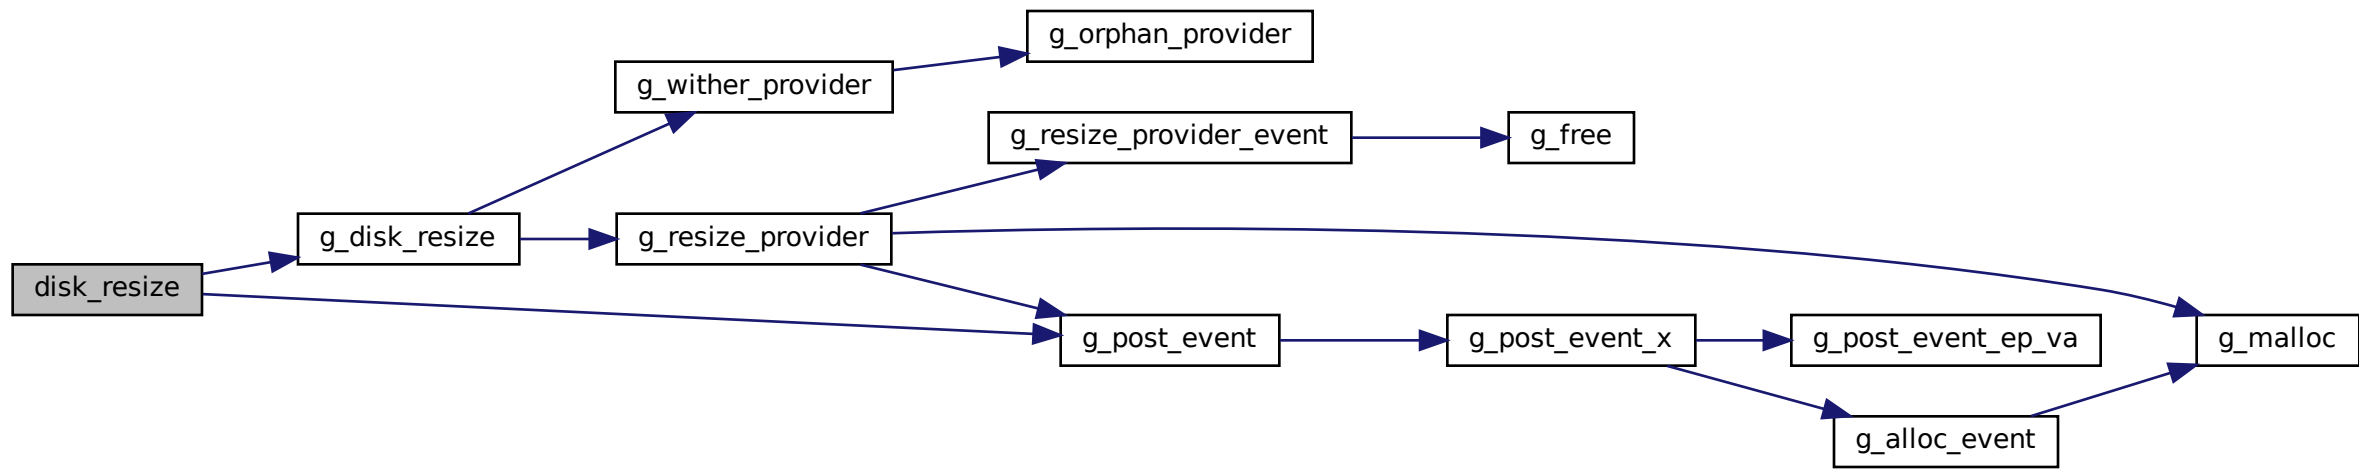 g_orphan_provider
g_wither_provider
g_resize_provider_event
g_free
g_disk_resize
g_resize_provider
disk_resize
g_post_event
g_post_event_x
g_post_event_ep_va
g_malloc
g_alloc_event